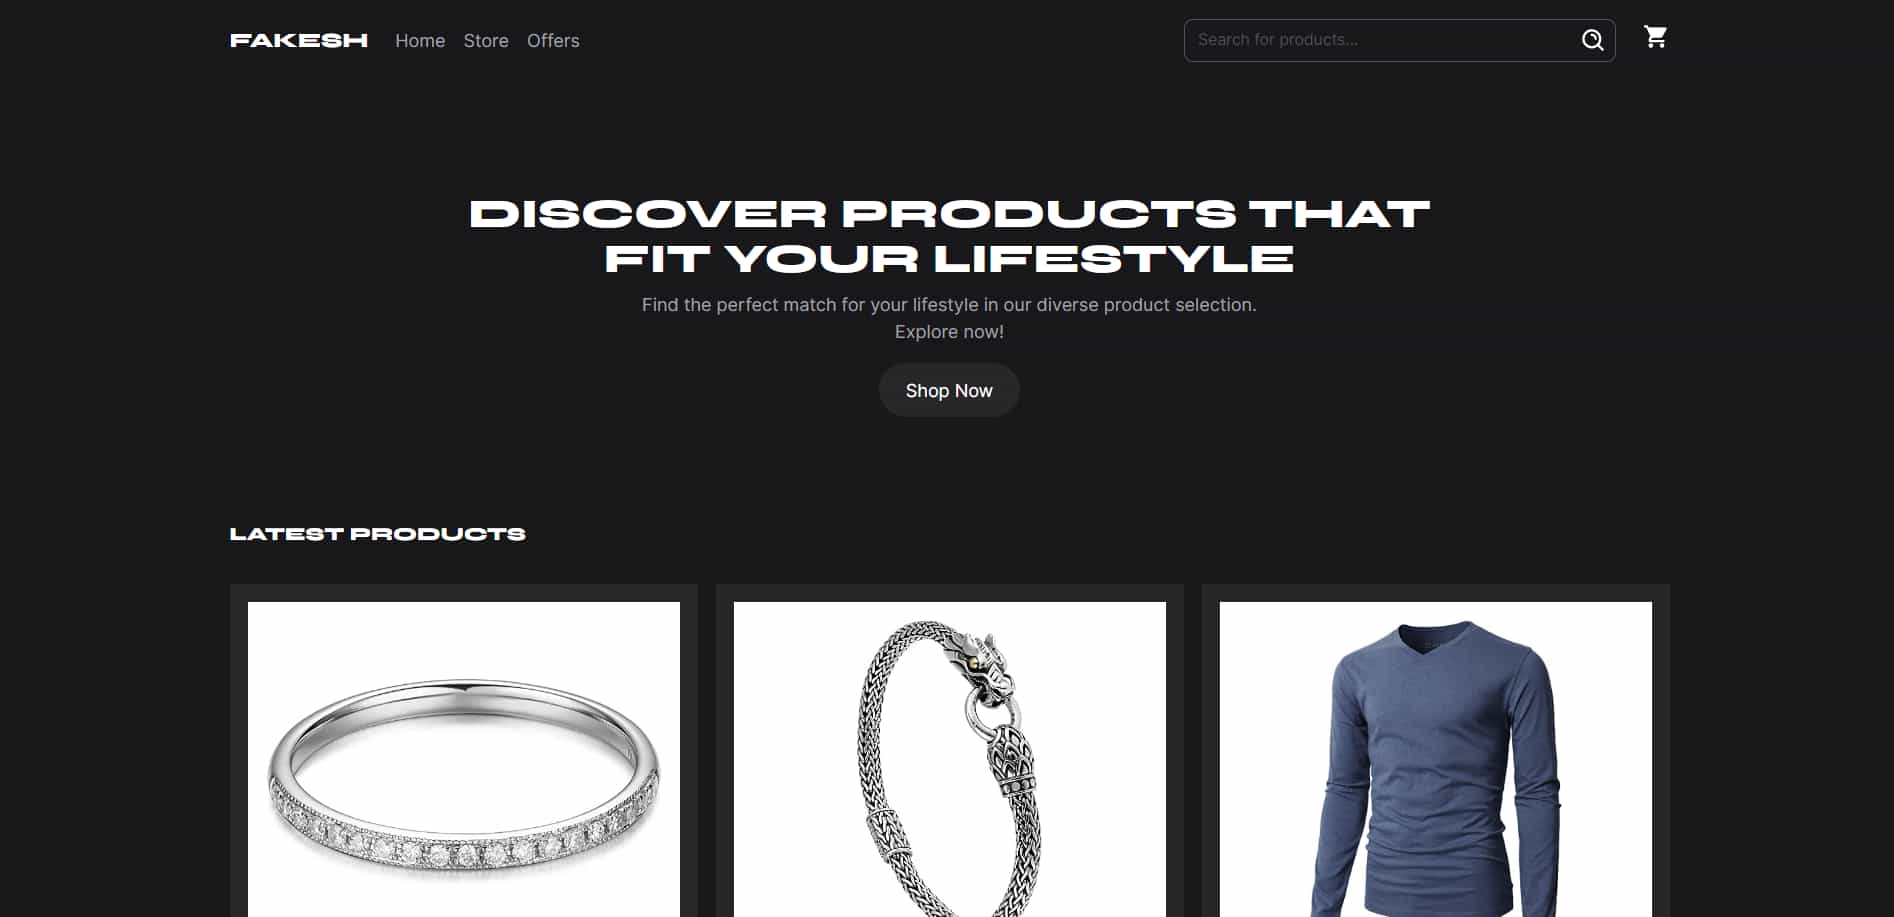 FAKESH Home Store Offers Search for products...
DISCOVER PRODUCTS THAT
FIT YOUR LIFESTYLE
Find the perfect match for your lifestyle in our diverse product selection.
Explore now!
Shop Now
LATEST PRODUCTS